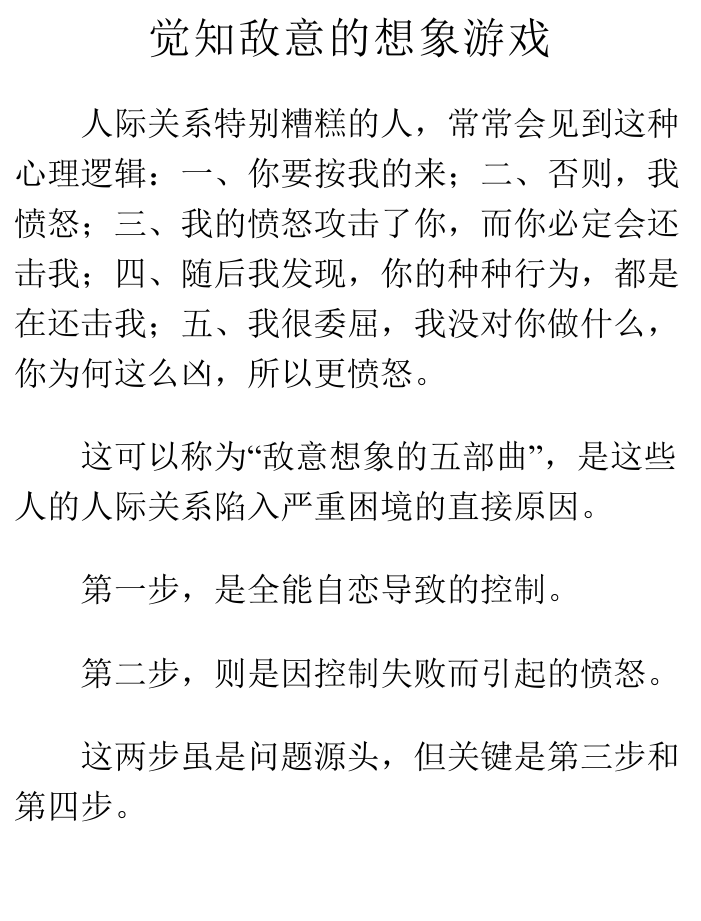 觉知敌意的想象游戏
人际关系特别糟糕的人，常常会见到这种
心理逻辑：一、你要按我的来；二、否则，我
愤怒；三、我的愤怒攻击了你，而你必定会还
击我；四、随后我发现，你的种种行为，都是
在还击我；五、我很委屈，我没对你做什么，
你为何这么凶，所以更愤怒。
这可以称为“敌意想象的五部曲”，是这些
人的人际关系陷入严重困境的直接原因。
第一步，是全能自恋导致的控制。
第二步，则是因控制失败而引起的愤怒。
这两步虽是问题源头，但关键是第三步和
第四步。